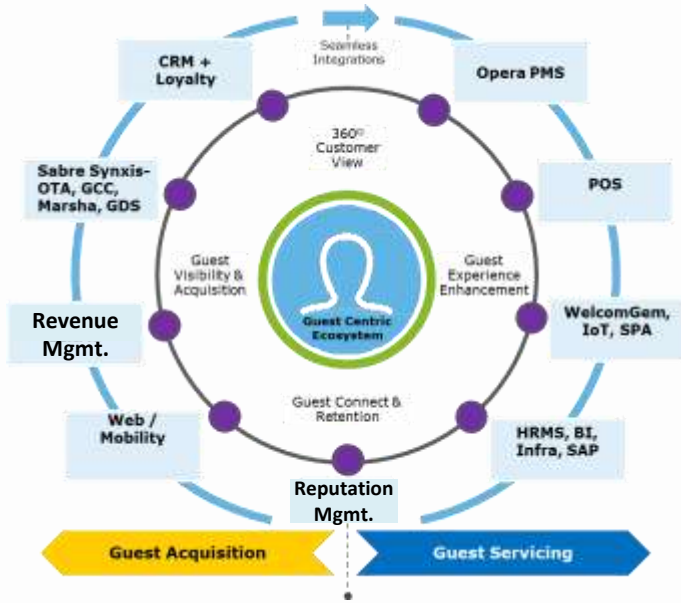 Seamless
Integrations
CRM +
Loyalty
Opera PMS
360º
Customer
View
Sabre Synxis-
OTA, GCC,
Marsha, GDS
POS
Guest
Visibility &
Acquisition
Guest
Experience
Enhancement
Guest Centric
Ecosystem
Revenue
Mgmt.
WelcomGem,
IoT, SPA
Guest Connect &
Retention
Web /
Mobility
HRMS, BI,
Infra, SAP
Reputation
Mgmt.
Guest Acquisition
Guest Servicing